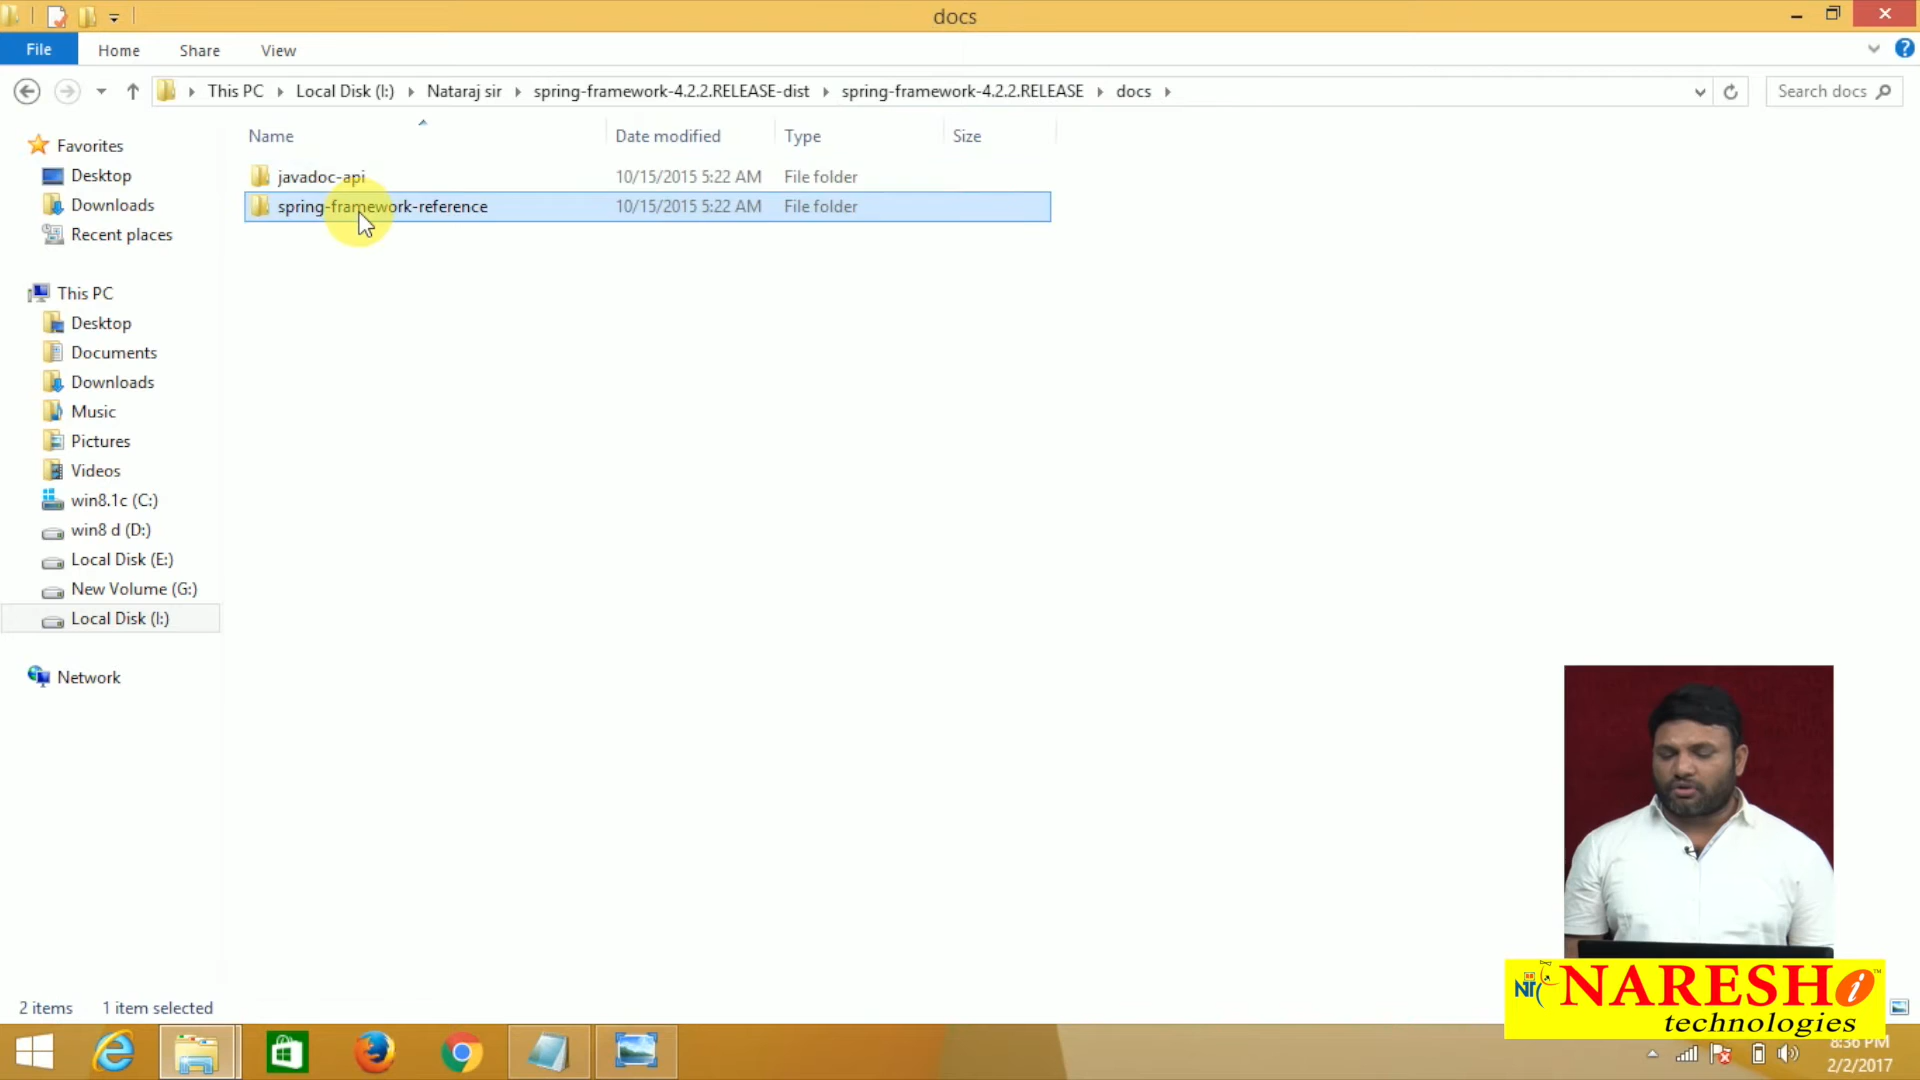 docs
File Home Share View
This PC Local Disk (I:) Nataraj sir spring-framework-4.2.2.RELEASE-dist spring-framework-4.2.2.RELEASE docs Search docs
Name Date modified Type Size
javadoc-api 10/15/2015 5:22 AM File folder
spring-framework-reference 10/15/2015 5:22 AM File folder
Favorites
Desktop
Downloads
Recent places
This PC
Desktop
Documents
Downloads
Music
Pictures
Videos
win8.1c (C:)
win8 d (D:)
Local Disk (E:)
New Volume (G:)
Local Disk (I:)
Network
2 items 1 item selected
NARESH i ™
technologies
8:36 PM
2/2/2017